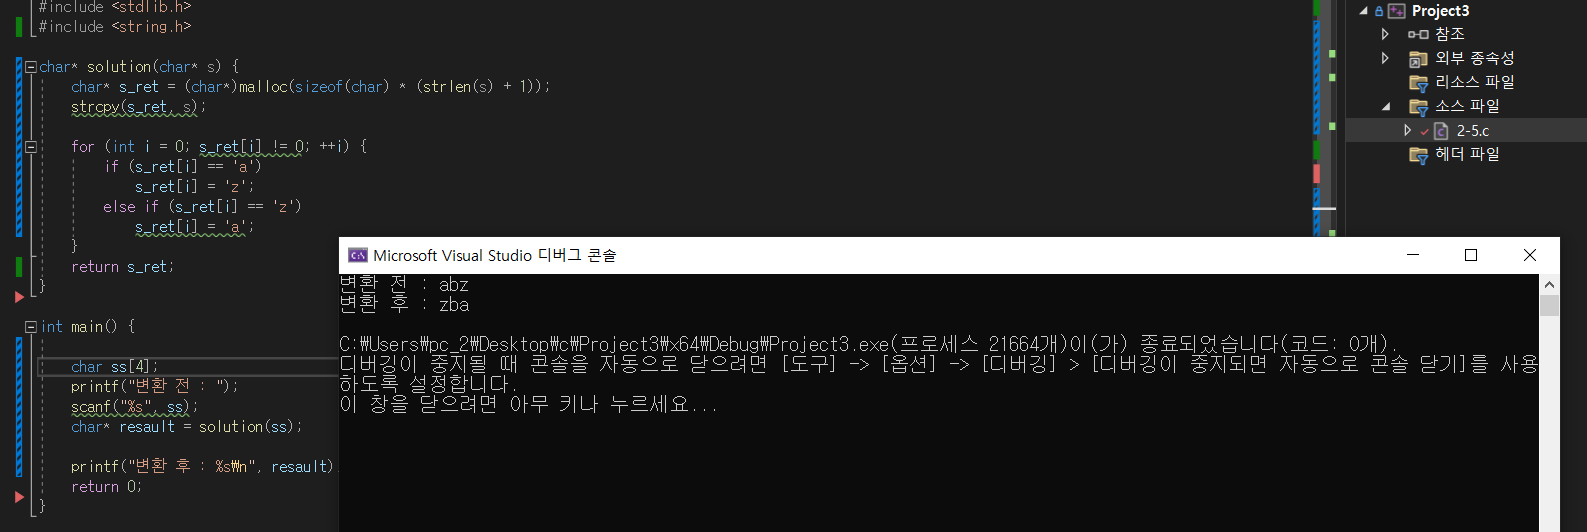 #include <stdlib.h>
#include <string.h>
char* solution(char* s) {
char* s_ret = (char*)malloc(sizeof(char) * (strlen(s) + 1));
strcpy(s_ret, s);
for (int i = 0; s_ret[i] != 0; ++i) {
if (s_ret[i] == 'a')
s_ret[i] = 'z';
else if (s_ret[i] == 'z')
s_ret[i] = 'a';
}
return s_ret;
}
int main() {
char ss[4];
printf("변환 전 : ");
scanf("%s", ss);
char* resault = solution(ss);
printf("변환 후 : %s₩n", resault)
return 0;
}
Microsoft Visual Studio 디버그 콘솔
변환 전 : abz
변환 후 : zba
C:₩Users₩pc_2₩Desktop₩c₩Project3₩x64₩Debug₩Project3.exe(프로세스 21664개)이(가) 종료되었습니다(코드: 0개).
디버깅이 중지될 때 콘솔을 자동으로 닫으려면 [도구] -> [옵션] -> [디버깅] > [디버깅이 중지되면 자동으로 콘솔 닫기]를 사용
하도록 설정합니다.
이 창을 닫으려면 아무 키나 누르세요...
Project3
참조
외부 종속성
리소스 파일
소스 파일
2-5.c
헤더 파일